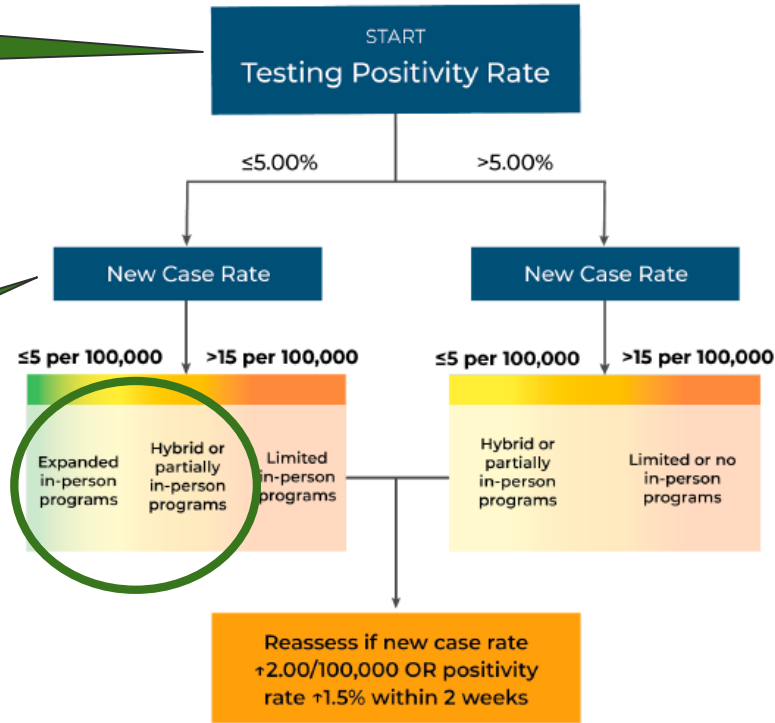 START
Testing Positivity Rate
≤5.00%
>5.00%
New Case Rate
New Case Rate
≤5 per 100,000
>15 per 100,000
≤5 per 100,000
>15 per 100,000
Expanded
in-person
programs
Hybrid or
partially
in-person
programs
Limited
in-person
programs
Hybrid or
partially
in-person
programs
Limited or no
in-person
programs
Reassess if new case rate
↑2.00/100,000 OR positivity
rate ↑1.5% within 2 weeks